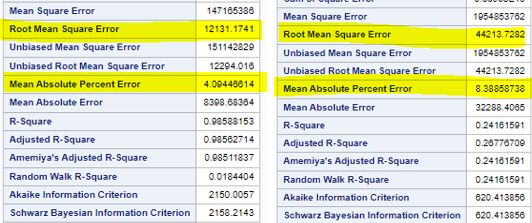 Mean Square Error 147165386
Root Mean Square Error 12131.1741
Unbiased Mean Square Error 151142829
Unbiased Root Mean Square Error 12294.016
Mean Absolute Percent Error 4.09446614
Mean Absolute Error 8398.68364
R-Square 0.98588153
Adjusted R-Square 0.98562714
Amemiya's Adjusted R-Square 0.98511837
Random Walk R-Square 0.0184404
Akaike Information Criterion 2150.0057
Schwarz Bayesian Information Criterion 2158.2143
Mean Square Error 1954853762
Root Mean Square Error 44213.7282
Unbiased Mean Square Error 1954853762
Unbiased Root Mean Square Error 44213.7282
Mean Absolute Percent Error 8.38858738
Mean Absolute Error 32288.4065
R-Square 0.24161591
Adjusted R-Square 0.26776709
Amemiya's Adjusted R-Square 0.24161591
Random Walk R-Square 0.24161591
Akaike Information Criterion 620.413856
Schwarz Bayesian Information Criterion 620.413856